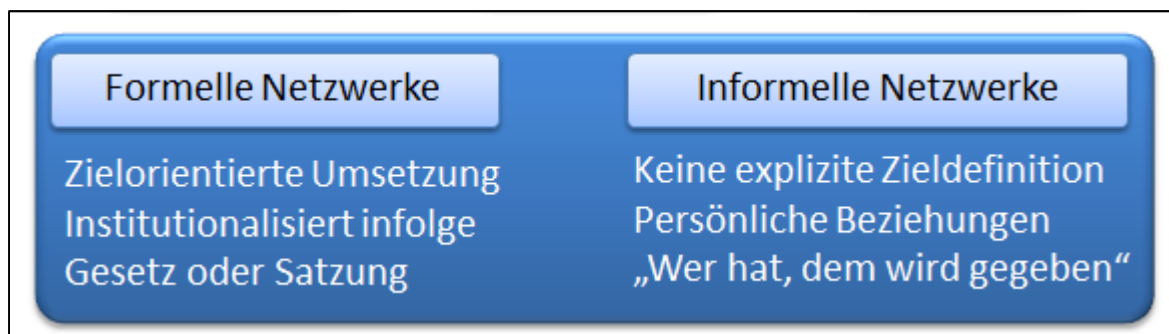 Formelle Netzwerke
Zielorientierte Umsetzung
Institutionalisiert infolge
Gesetz oder Satzung
Informelle Netzwerke
Keine explizite Zieldefinition
Persönliche Beziehungen
„Wer hat, dem wird gegeben“